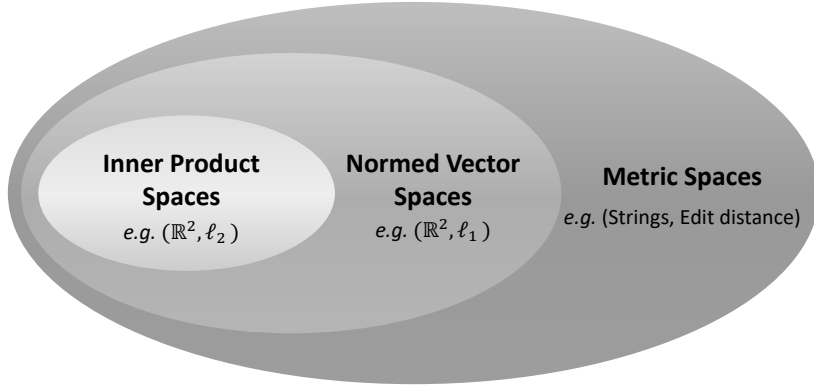 Inner Product
Spaces
e.g. (ℝ², ℓ₂)
Normed Vector
Spaces
e.g. (ℝ², ℓ₁)
Metric Spaces
e.g. (Strings, Edit distance)